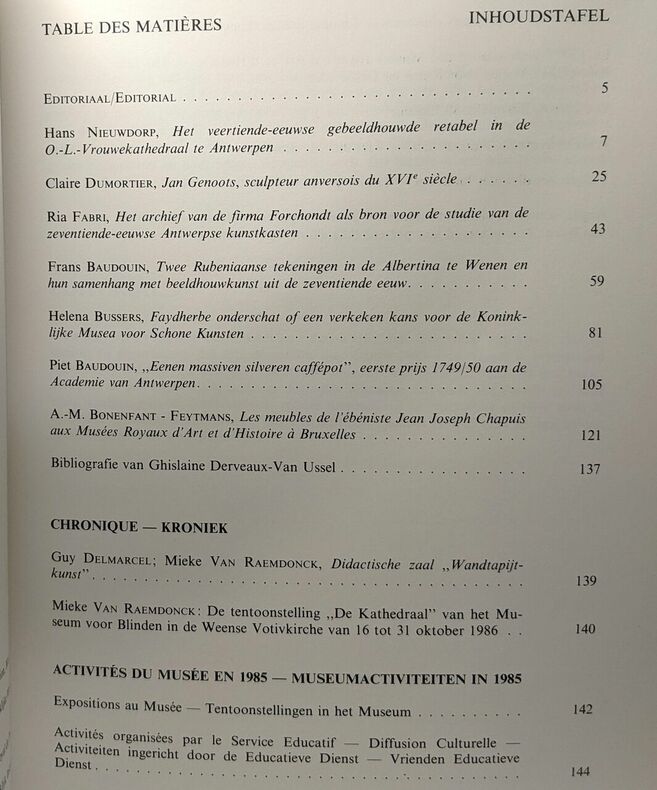 TABLE DES MATIÈRES INHOUDSTAFEL
EDITORIAAL/EDITORIAL . . . . . . . . . . . . . . . . . . . . . . . . . . . . . . 5
Hans NIEUWDORP, Het veertiende-eeuwse gebeeldhouwde retabel in de
O.-L.-Vrouwekathedraal te Antwerpen . . . . . . . . . . . . . . . . . . . . . 7
Claire DUMORTIER, Jan Genoots, sculpteur anversois du XVIe siècle . . . . . . . 25
Ria FABRI, Het archief van de firma Forchondt als bron voor de studie van de
zeventiende-eeuwse Antwerpse kunstkasten . . . . . . . . . . . . . . . . . . . 43
Frans BAUDOUIN, Twee Rubeniaanse tekeningen in de Albertina te Wenen en
hun samenhang met beeldhouwkunst uit de zeventiende eeuw. . . . . . . . . . 59
Helena BUSSERS, Faydherbe onderschat of een verkeken kans voor de Konink-
lijke Musea voor Schone Kunsten . . . . . . . . . . . . . . . . . . . . . . . 81
Piet BAUDOUIN, ,,Eenen massiven silveren cafépot", eerste prijs 1749/50 aan de
Academie van Antwerpen. . . . . . . . . . . . . . . . . . . . . . . . . . . . 105
A.-M. BONENFANT - FEYTMANS, Les meubles de l'ébéniste Jean Joseph Chapuis
aux Musées Royaux d'Art et d'Histoire à Bruxelles . . . . . . . . . . . . . . 121
Bibliografie van Ghislaine Derveaux-Van Ussel . . . . . . . . . . . . . . . . 137
CHRONIQUE — KRONIEK
Guy DELMARCEL; Mieke VAN RAEMDONCK, Didactische zaal ,,Wandtapijt-
kunst" . . . . . . . . . . . . . . . . . . . . . . . . . . . . . . . . . . . . 139
Mieke VAN RAEMDONCK: De tentoonstelling ,,De Kathedraal" van het Mu-
seum voor Blinden in de Weense Votivkirche van 16 tot 31 oktober 1986 . . 140
ACTIVITÉS DU MUSÉE EN 1985 — MUSEUMACTIVITEITEN IN 1985
Expositions au Musée — Tentoonstellingen in het Museum . . . . . . . . . . 142
Activités organisées par le Service Educatif — Diffusion Culturelle —
Activiteiten ingericht door de Educatieve Dienst — Vrienden Educatieve
Dienst . . . . . . . . . . . . . . . . . . . . . . . . . . . . . . . . . . . . 144